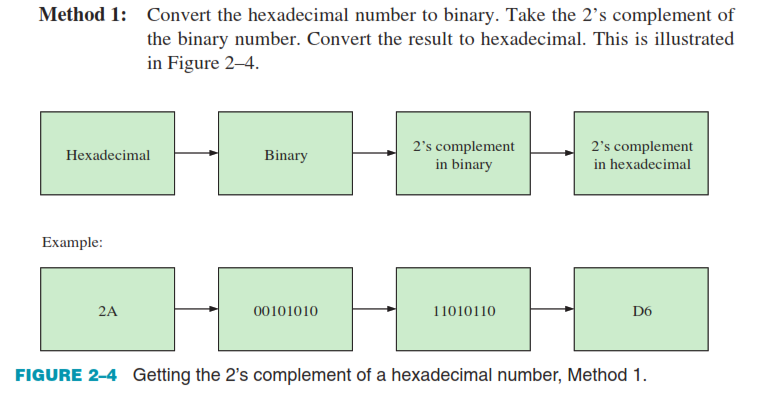 Method 1: Convert the hexadecimal number to binary. Take the 2’s complement of
the binary number. Convert the result to hexadecimal. This is illustrated
in Figure 2–4.
Hexadecimal
Binary
2’s complement
in binary
2’s complement
in hexadecimal
Example:
2A
00101010
11010110
D6
FIGURE 2–4 Getting the 2’s complement of a hexadecimal number, Method 1.